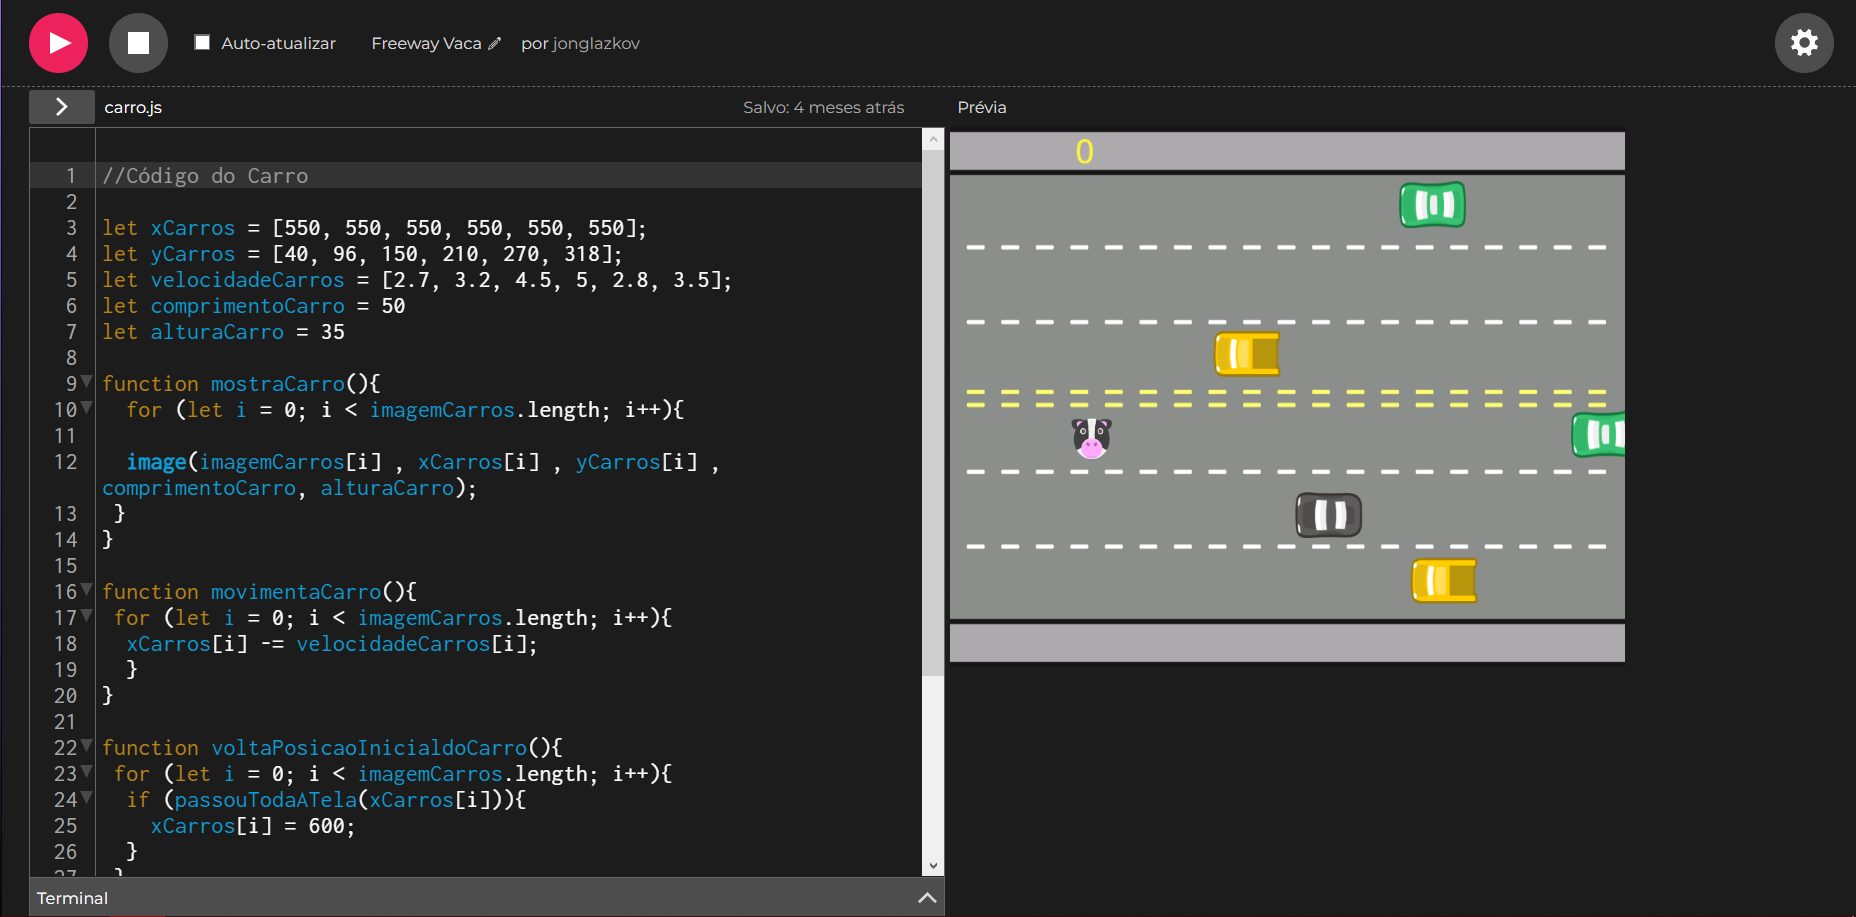 Auto-atualizar Freeway Vaca por jonglazkov
carro.js Salvo: 4 meses atrás
1 //Código do Carro
2
3 let xCarros = [550, 550, 550, 550, 550, 550];
4 let yCarros = [40, 96, 150, 210, 270, 318];
5 let velocidadeCarros = [2.7, 3.2, 4.5, 5, 2.8, 3.5];
6 let comprimentoCarro = 50
7 let alturaCarro = 35
8
9 function mostraCarro(){
10 for (let i = 0; i < imagemCarros.length; i++){
11
12 image(imagemCarros[i] , xCarros[i] , yCarros[i] ,
comprimentoCarro, alturaCarro);
13 }
14 }
15
16 function movimentaCarro(){
17 for (let i = 0; i < imagemCarros.length; i++){
18 xCarros[i] -= velocidadeCarros[i];
19 }
20 }
21
22 function voltaPosicaoInicialdoCarro(){
23 for (let i = 0; i < imagemCarros.length; i++){
24 if (passouTodaATela(xCarros[i])){
25 xCarros[i] = 600;
26 }
27 }
Terminal
Prévia
0